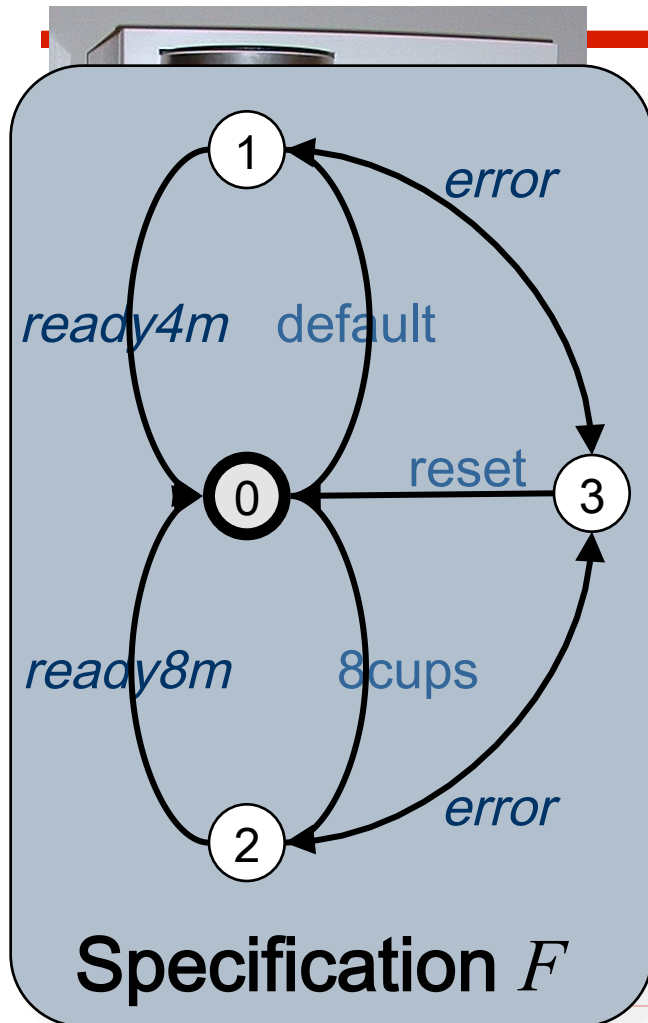 1
error
ready4m default
reset
0
3
ready8m 8cups
error
2
Specification F